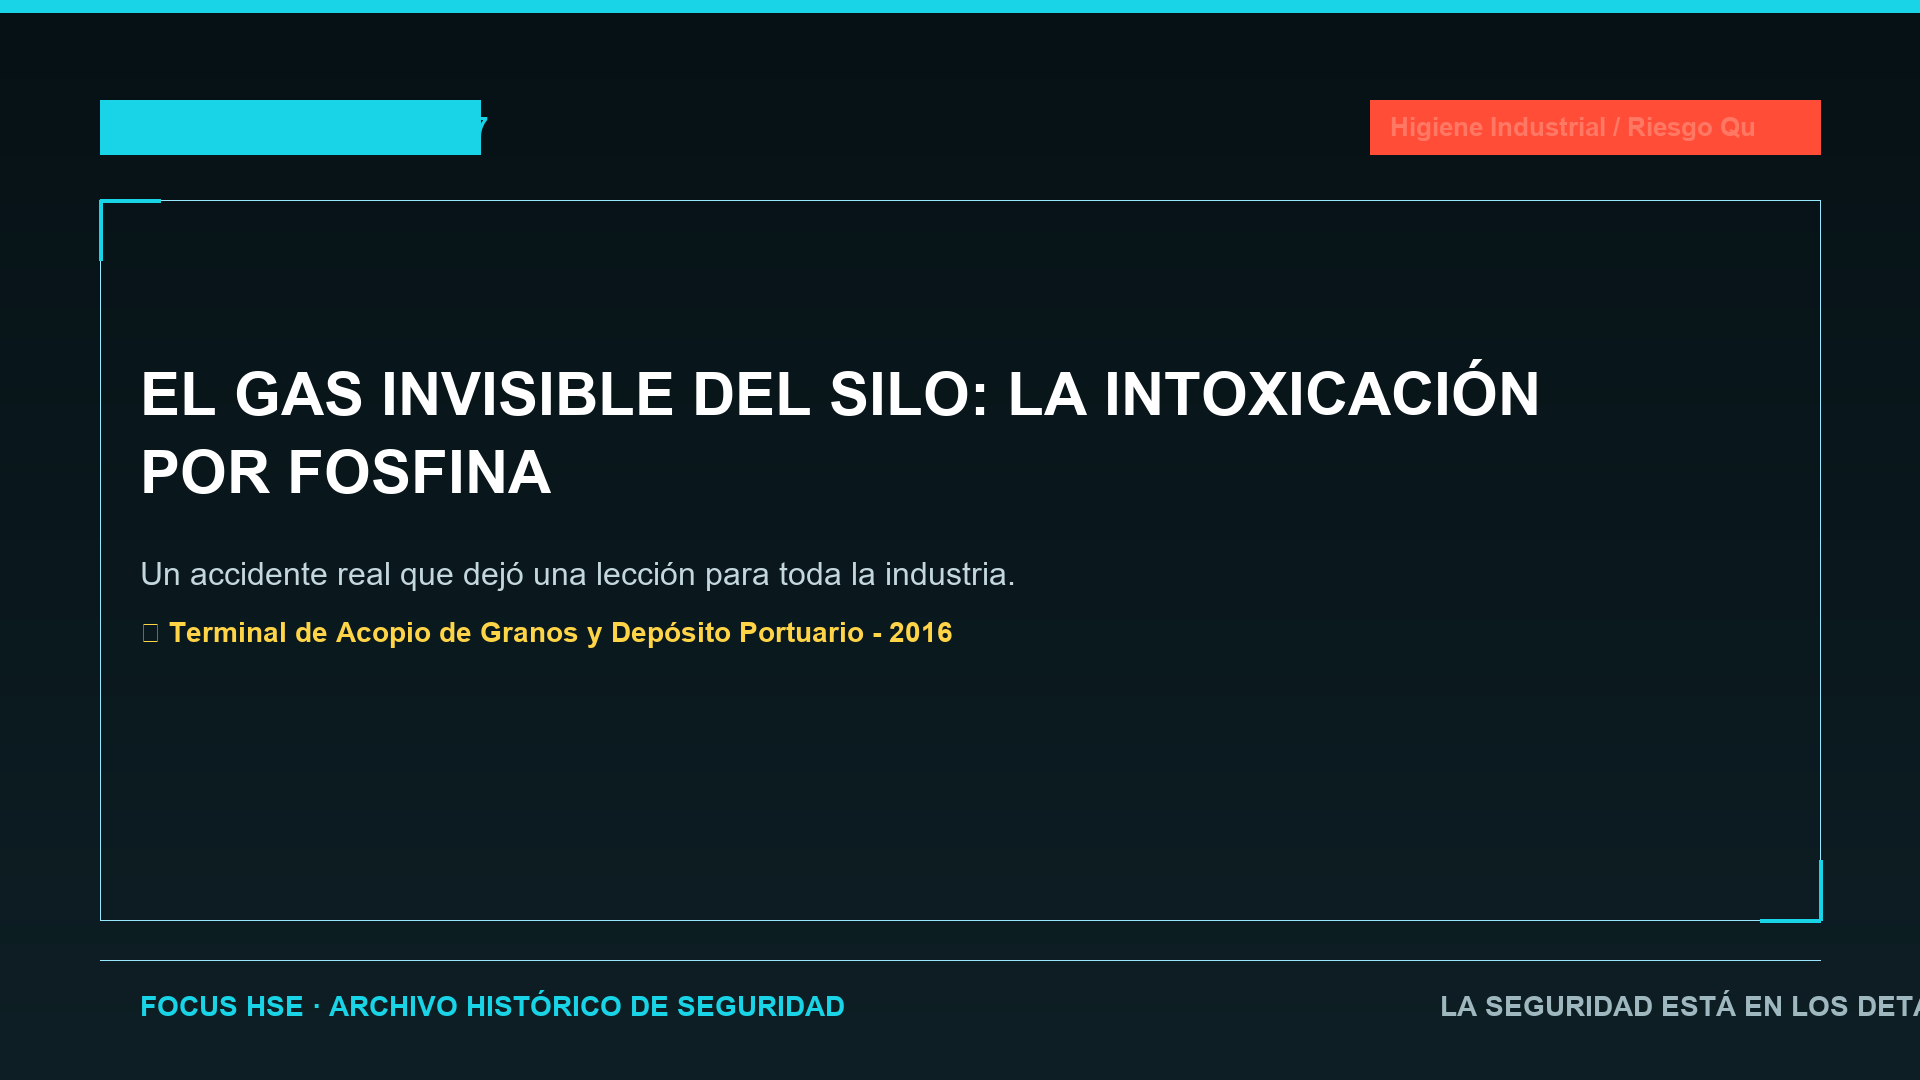 7
Higiene Industrial / Riesgo Qu
EL GAS INVISIBLE DEL SILO: LA INTOXICACIÓN
POR FOSFINA
Un accidente real que dejó una lección para toda la industria.
Terminal de Acopio de Granos y Depósito Portuario - 2016
FOCUS HSE · ARCHIVO HISTÓRICO DE SEGURIDAD
LA SEGURIDAD ESTÁ EN LOS DETA